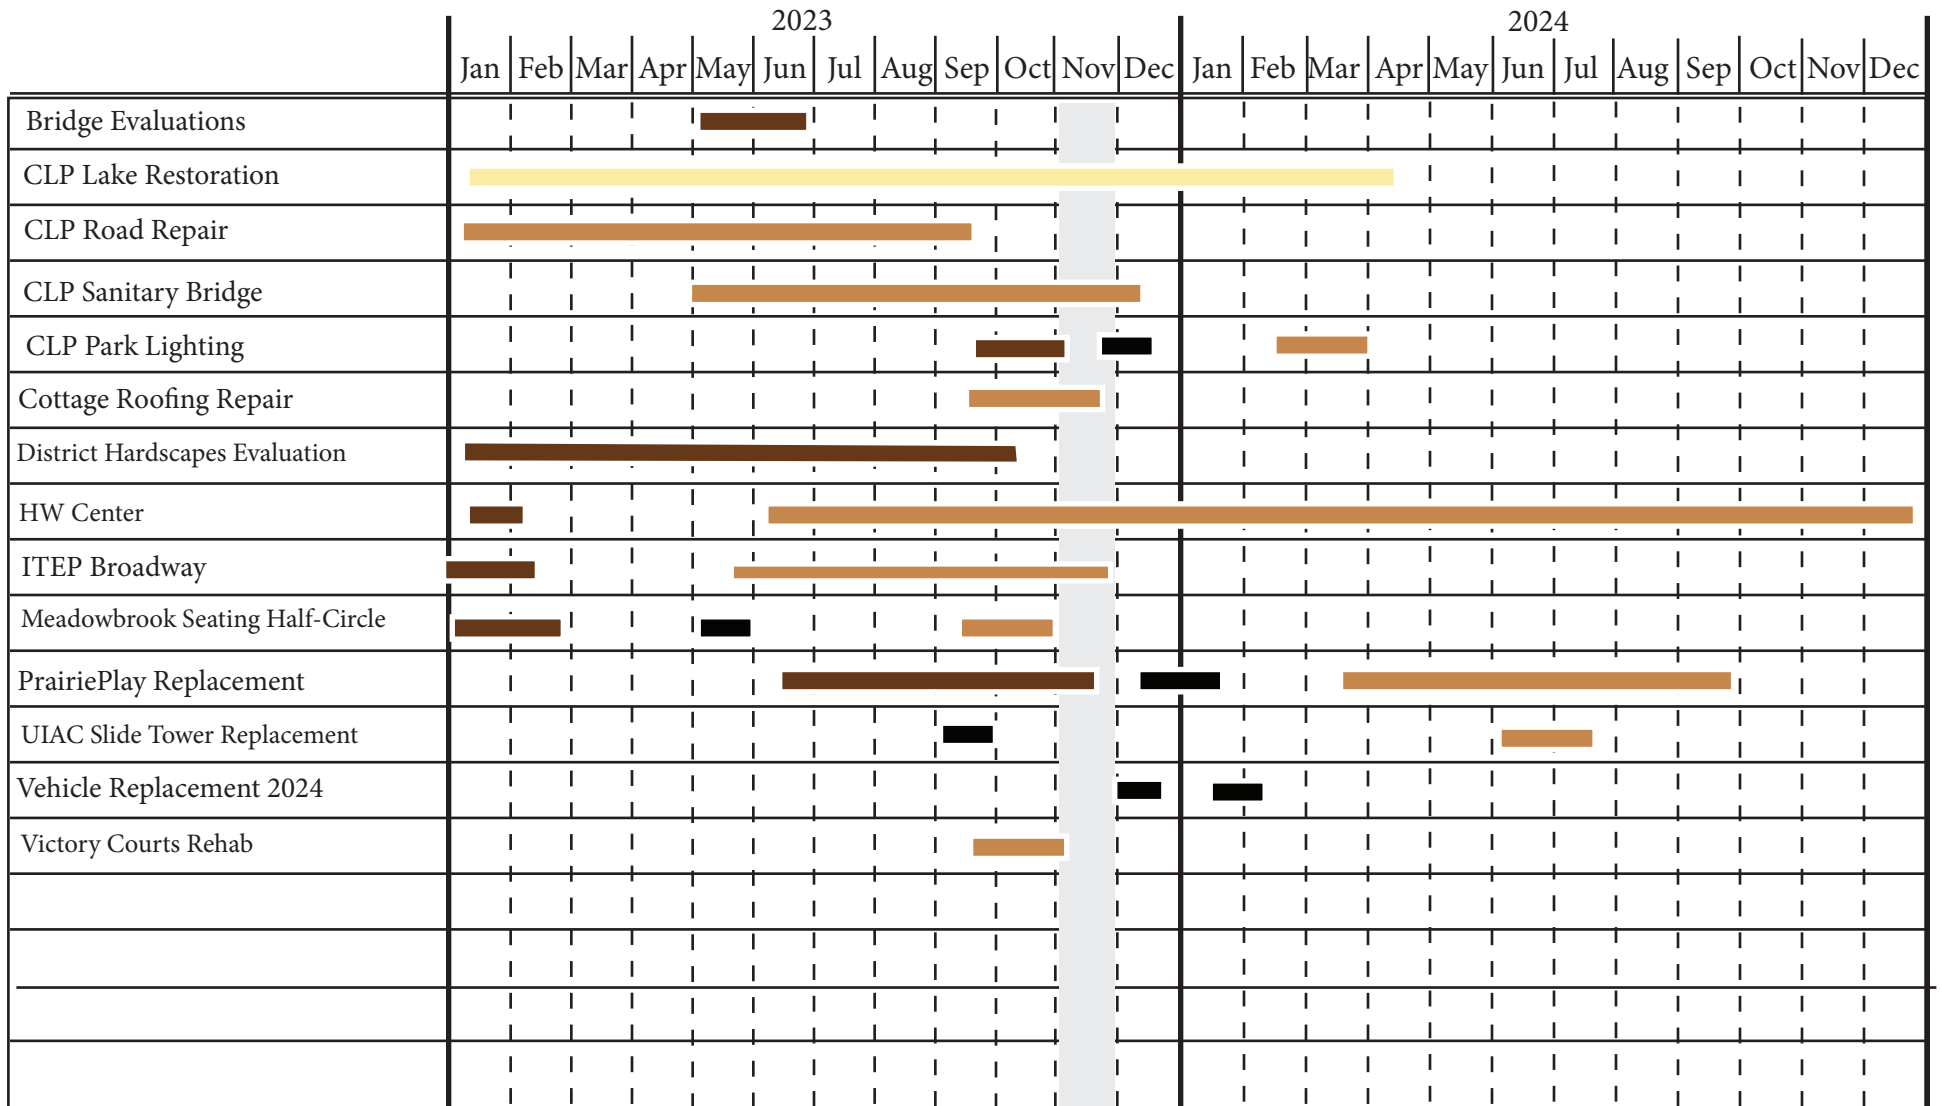 2023 2024
Jan Feb Mar Apr May Jun Jul Aug Sep Oct Nov Dec Jan Feb Mar Apr May Jun Jul Aug Sep Oct Nov Dec
Bridge Evaluations
CLP Lake Restoration
CLP Road Repair
CLP Sanitary Bridge
CLP Park Lighting
Cottage Roofing Repair
District Hardscapes Evaluation
HW Center
ITEP Broadway
Meadowbrook Seating Half-Circle
PrairiePlay Replacement
UIAC Slide Tower Replacement
Vehicle Replacement 2024
Victory Courts Rehab